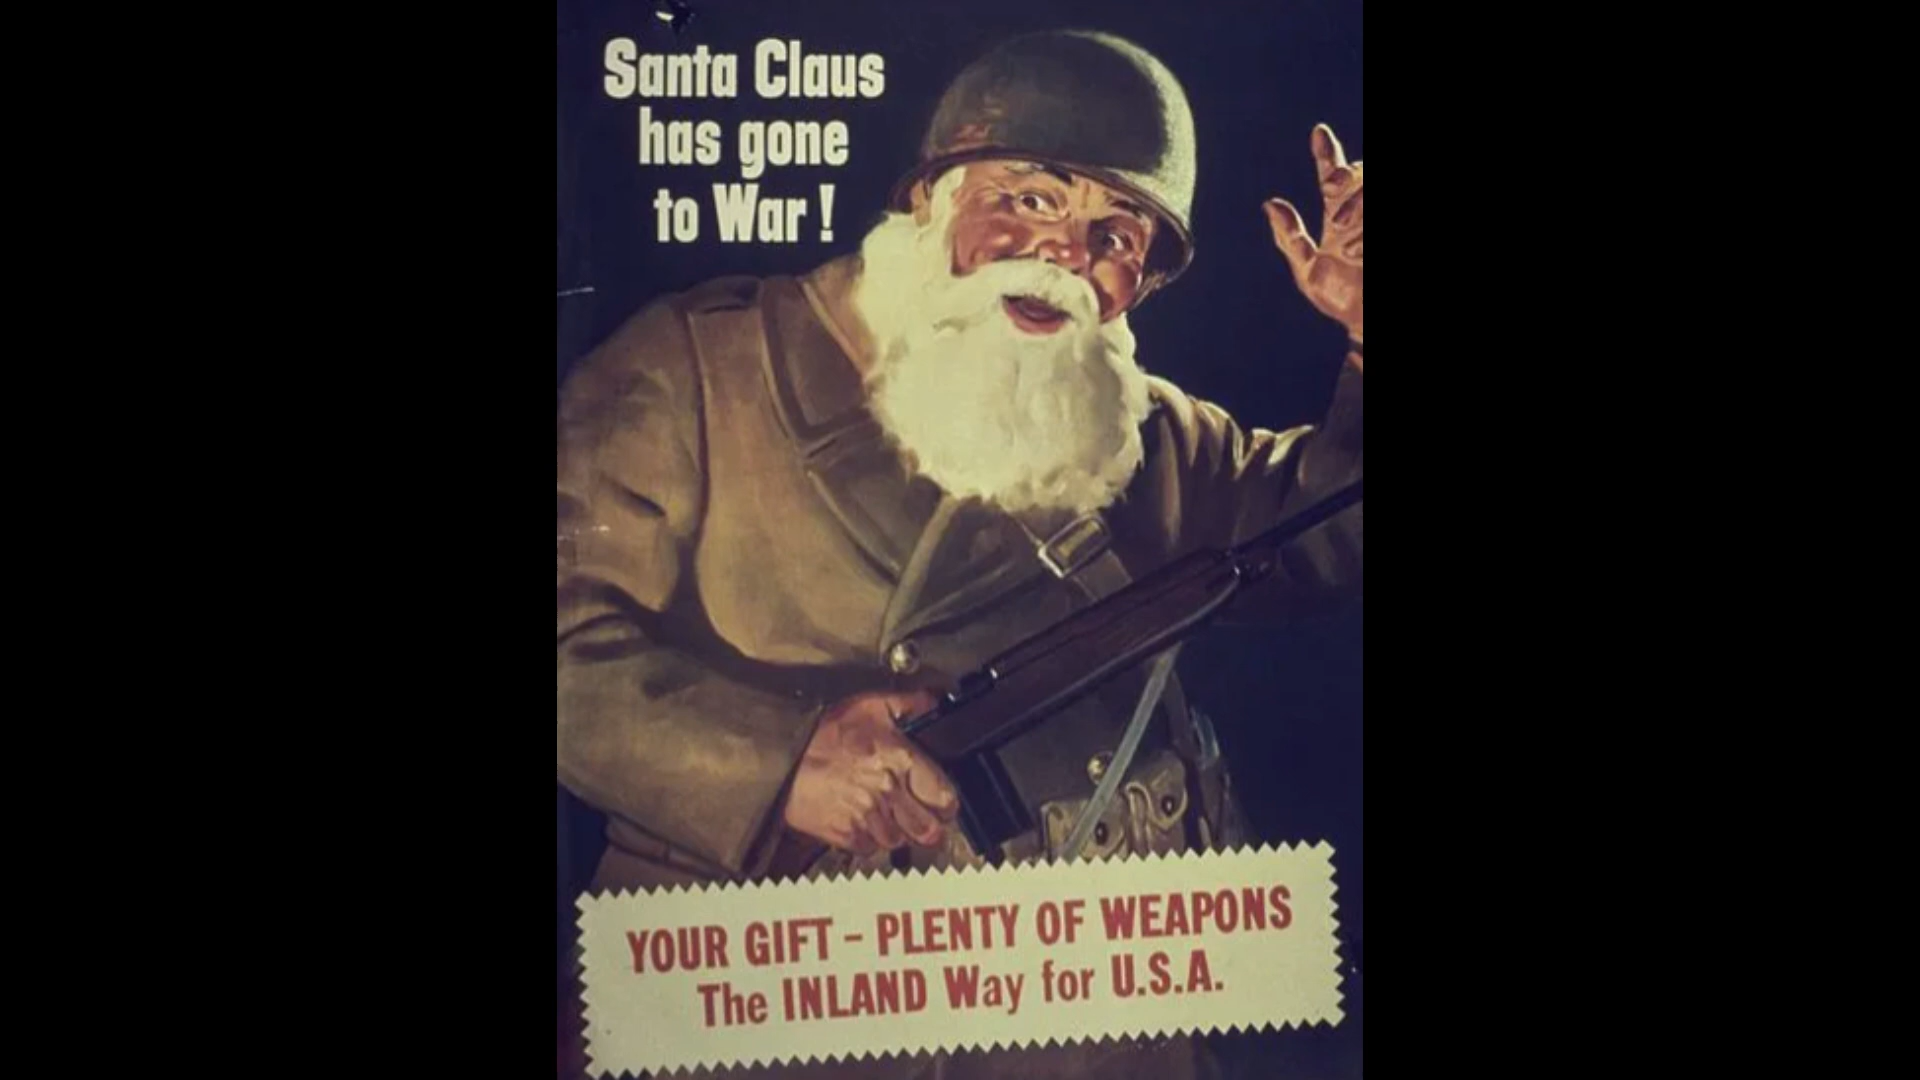 Santa Claus
has gone
to War!
YOUR GIFT - PLENTY OF WEAPONS
The INLAND Way for U.S.A.